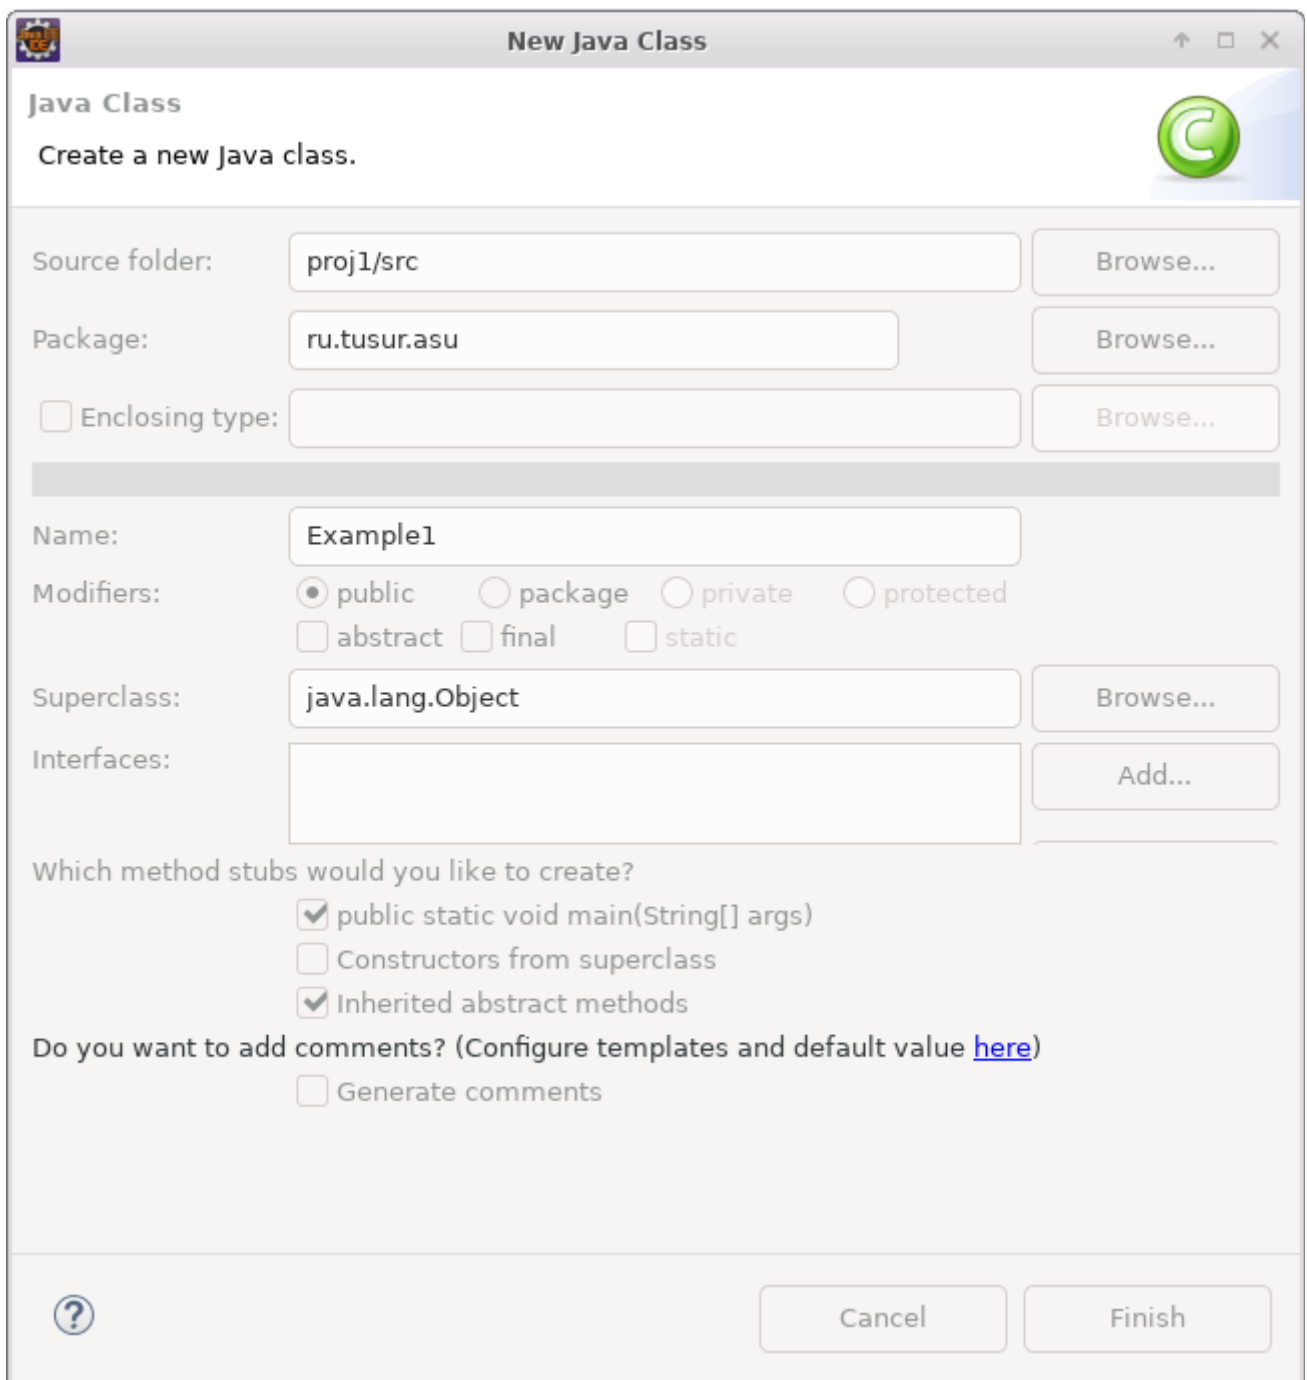 New Java Class
Java Class
Create a new Java class.
Source folder: proj1/src Browse...
Package: ru.tusur.asu Browse...
Enclosing type: Browse...
Name: Example1
Modifiers: public package private protected
abstract final static
Superclass: java.lang.Object Browse...
Interfaces: Add...
Which method stubs would you like to create?
public static void main(String[] args)
Constructors from superclass
Inherited abstract methods
Do you want to add comments? (Configure templates and default value here)
Generate comments
? Cancel Finish